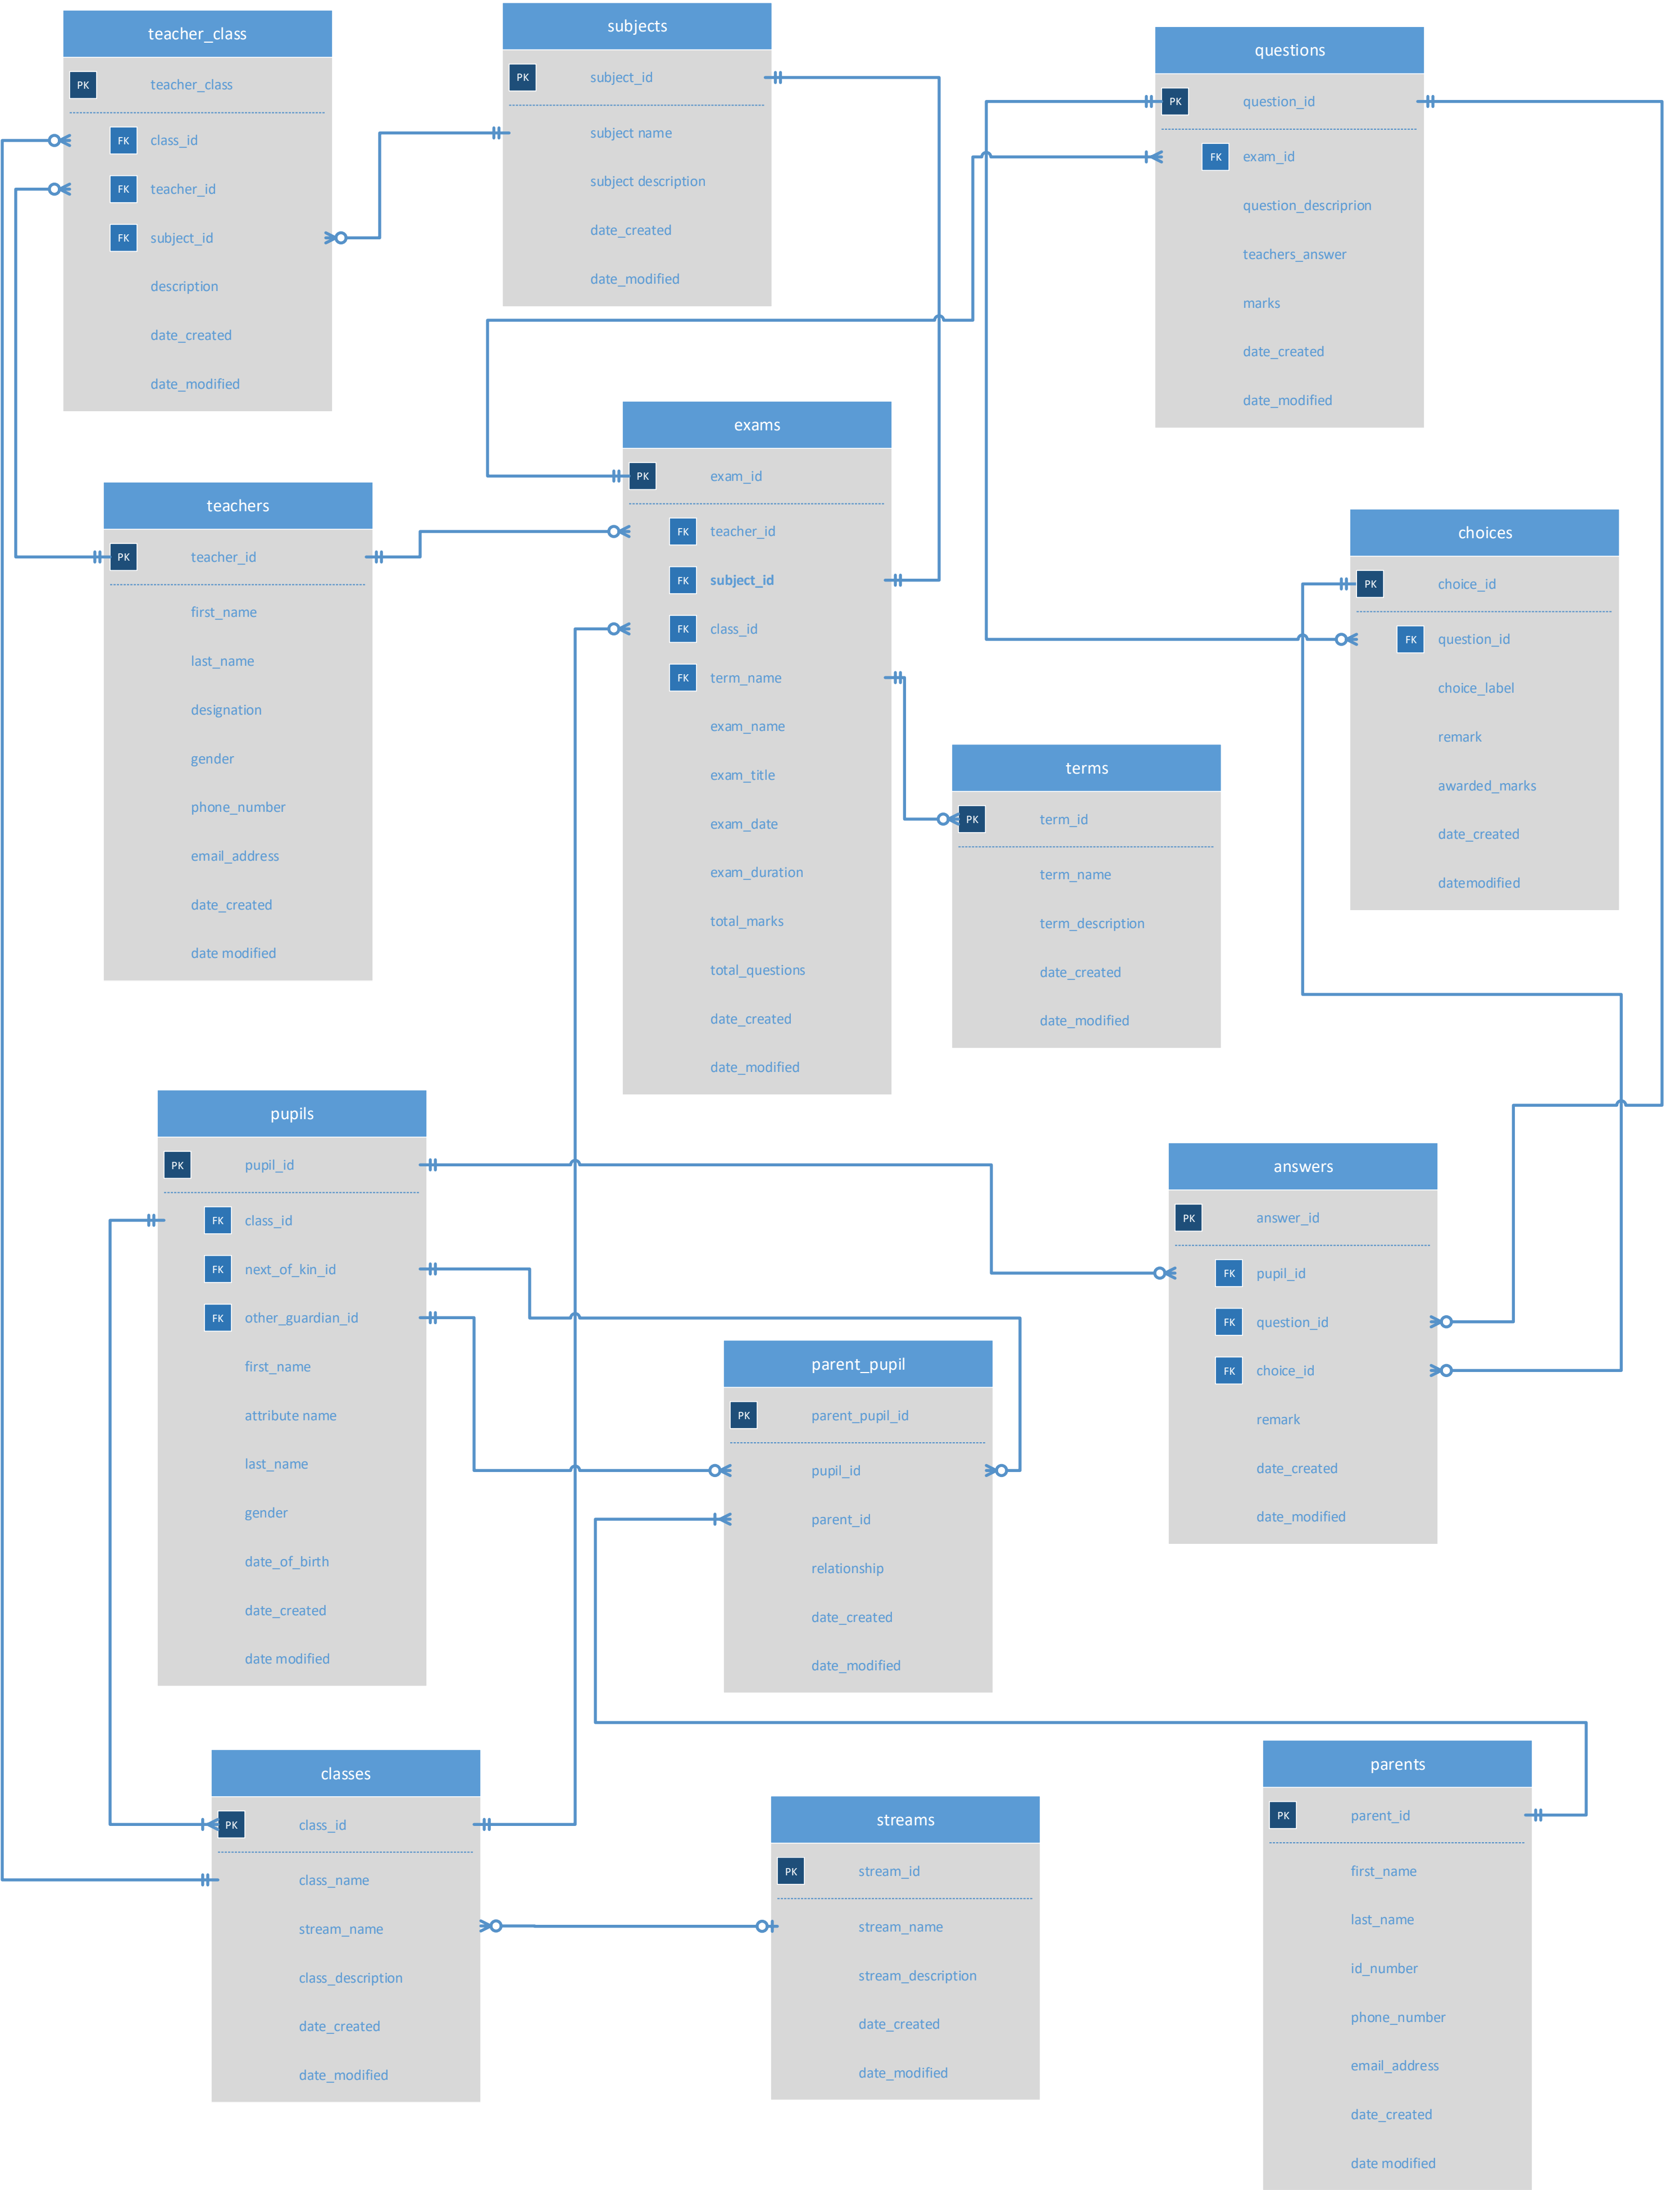 teacher_class
PK teacher_class
FK class_id
FK teacher_id
FK subject_id
description
date_created
date_modified
subjects
PK subject_id
subject name
subject description
date_created
date_modified
questions
PK question_id
FK exam_id
question_descriprion
teachers_answer
marks
date_created
date_modified
teachers
PK teacher_id
first_name
last_name
designation
gender
phone_number
email_address
date_created
date modified
exams
PK exam_id
FK teacher_id
FK subject_id
FK class_id
FK term_name
exam_name
exam_title
exam_date
exam_duration
total_marks
total_questions
date_created
date_modified
choices
PK choice_id
FK question_id
choice_label
remark
awarded_marks
date_created
datemodified
terms
PK term_id
term_name
term_description
date_created
date_modified
pupils
PK pupil_id
FK class_id
FK next_of_kin_id
FK other_guardian_id
first_name
attribute name
last_name
gender
date_of_birth
date_created
date modified
answers
PK answer_id
FK pupil_id
FK question_id
FK choice_id
remark
date_created
date_modified
parent_pupil
PK parent_pupil_id
pupil_id
parent_id
relationship
date_created
date_modified
classes
PK class_id
class_name
stream_name
class_description
date_created
date_modified
streams
PK stream_id
stream_name
stream_description
date_created
date_modified
parents
PK parent_id
first_name
last_name
id_number
phone_number
email_address
date_created
date modified